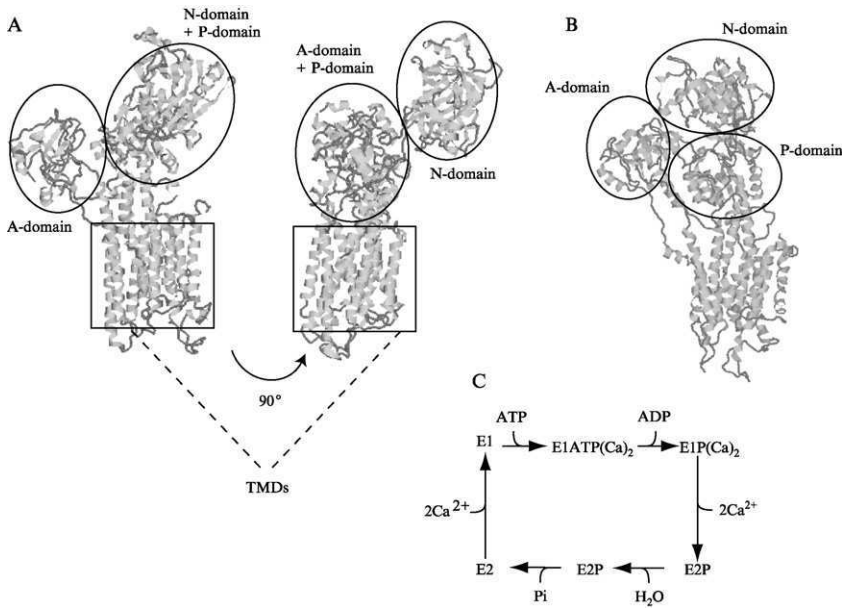 A
N-domain
+ P-domain
A-domain
+ P-domain
B
N-domain
A-domain
P-domain
N-domain
A-domain
90°
TMDs
C
ATP
ADP
E1
E1ATP(Ca)₂
E1P(Ca)₂
2Ca²⁺
2Ca²⁺
E2
E2P
E2P
Pi
H₂O